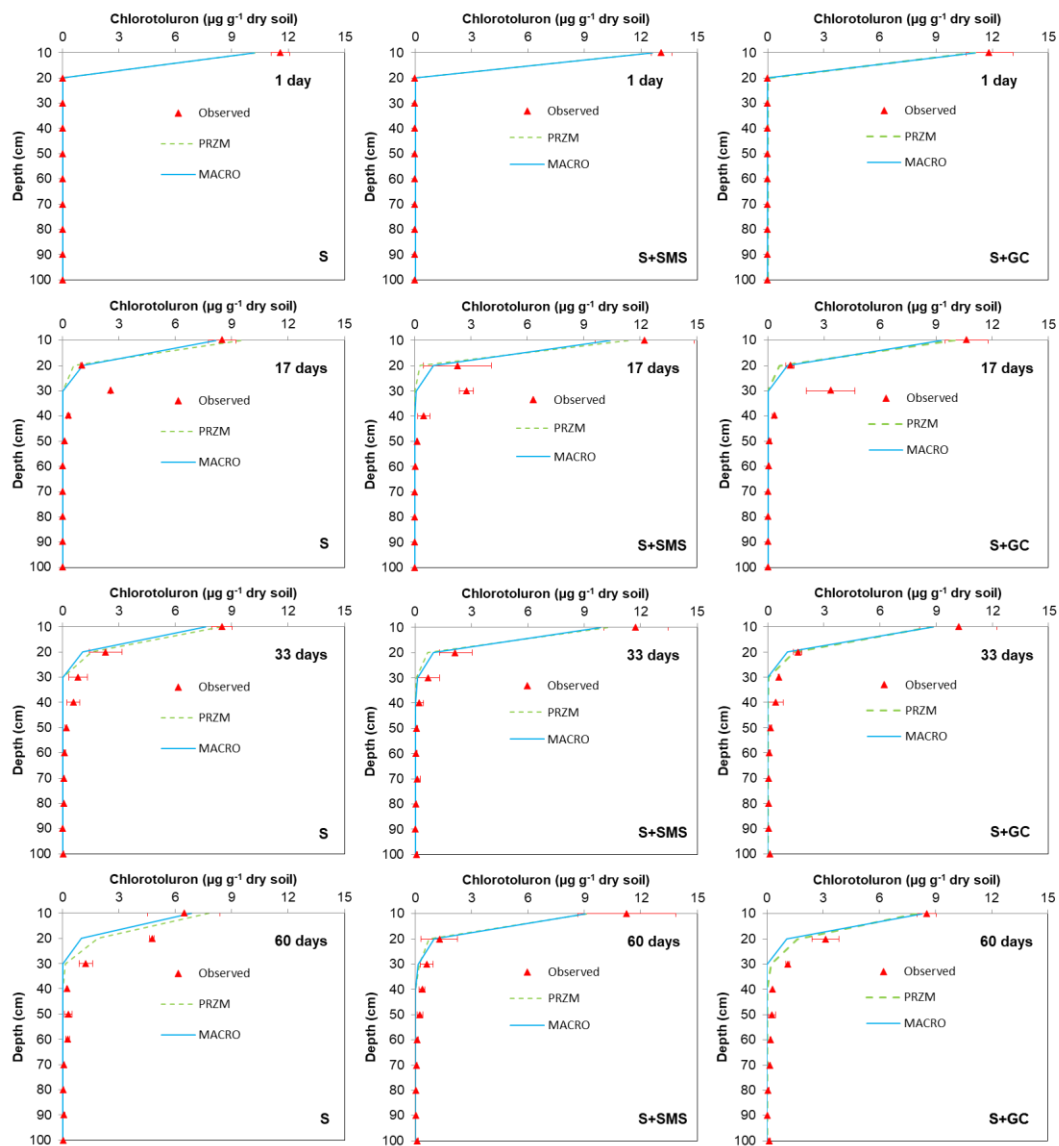 Chlorotoluron (µg g⁻¹ dry soil) Chlorotoluron (µg g⁻¹ dry soil) Chlorotoluron (µg g⁻¹ dry soil)
0 3 6 9 12 15 0 3 6 9 12 15 0 3 6 9 12 15
10 10 10
20 1 day 20 1 day 20 1 day
30 Observed 30 Observed 30 Observed
40 PRZM 40 PRZM 40 PRZM
50 MACRO 50 MACRO 50 MACRO
60 60 60
70 70 70
80 80 80
90 S 90 S+SMS 90 S+GC
100 100 100
Depth (cm) Depth (cm) Depth (cm)
Chlorotoluron (µg g⁻¹ dry soil) Chlorotoluron (µg g⁻¹ dry soil) Chlorotoluron (µg g⁻¹ dry soil)
0 3 6 9 12 15 0 3 6 9 12 15 0 3 6 9 12 15
10 10 10
20 17 days 20 17 days 20 17 days
30 Observed 30 Observed 30 Observed
40 PRZM 40 PRZM 40 PRZM
50 MACRO 50 MACRO 50 MACRO
60 60 60
70 70 70
80 80 80
90 S 90 S+SMS 90 S+GC
100 100 100
Depth (cm) Depth (cm) Depth (cm)
Chlorotoluron (µg g⁻¹ dry soil) Chlorotoluron (µg g⁻¹ dry soil) Chlorotoluron (µg g⁻¹ dry soil)
0 3 6 9 12 15 0 3 6 9 12 15 0 3 6 9 12 15
10 10 10
20 33 days 20 33 days 20 33 days
30 Observed 30 Observed 30 Observed
40 PRZM 40 PRZM 40 PRZM
50 MACRO 50 MACRO 50 MACRO
60 60 60
70 70 70
80 80 80
90 S 90 S+SMS 90 S+GC
100 100 100
Depth (cm) Depth (cm) Depth (cm)
Chlorotoluron (µg g⁻¹ dry soil) Chlorotoluron (µg g⁻¹ dry soil) Chlorotoluron (µg g⁻¹ dry soil)
0 3 6 9 12 15 0 3 6 9 12 15 0 3 6 9 12 15
10 10 10
20 60 days 20 60 days 20 60 days
30 Observed 30 Observed 30 Observed
40 PRZM 40 PRZM 40 PRZM
50 MACRO 50 MACRO 50 MACRO
60 60 60
70 70 70
80 80 80
90 S 90 S+SMS 90 S+GC
100 100 100
Depth (cm) Depth (cm) Depth (cm)